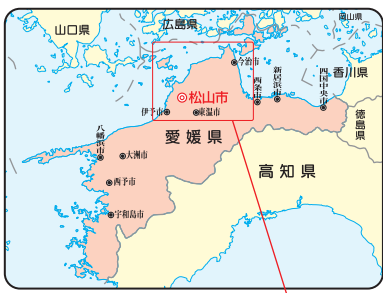 山口県
広島県
岡山県
今治市
松山市
伊予市
東温市
西条市
新居浜市
四国中央市
香川県
徳島県
愛媛県
高知県
八幡浜市
大洲市
西予市
宇和島市